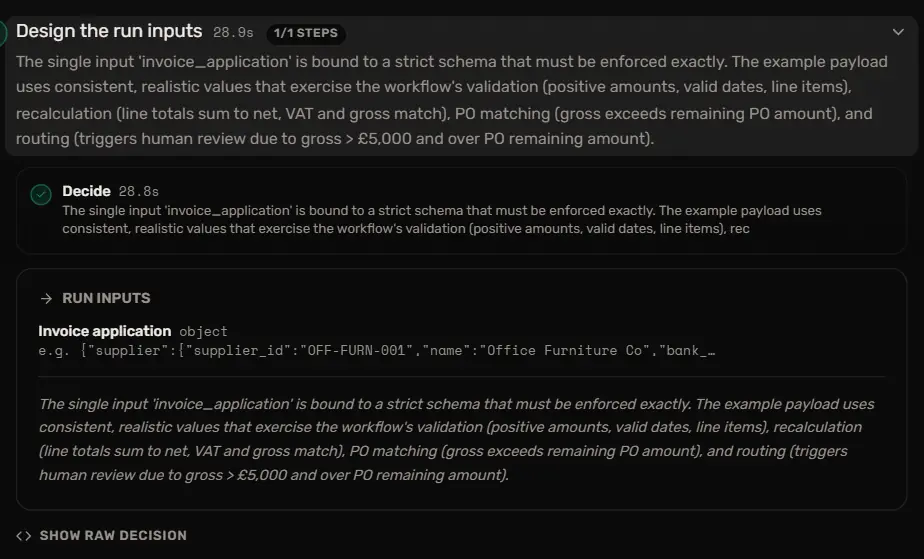 Design the run inputs 28.9s 1/1 STEPS
The single input 'invoice_application' is bound to a strict schema that must be enforced exactly. The example payload
uses consistent, realistic values that exercise the workflow's validation (positive amounts, valid dates, line items),
recalculation (line totals sum to net, VAT and gross match), PO matching (gross exceeds remaining PO amount), and
routing (triggers human review due to gross > £5,000 and over PO remaining amount).
Decide 28.8s
The single input 'invoice_application' is bound to a strict schema that must be enforced exactly. The example payload uses
consistent, realistic values that exercise the workflow's validation (positive amounts, valid dates, line items), rec
→ RUN INPUTS
Invoice application object
e.g. {"supplier":{"supplier_id":"OFF-FURN-001","name":"Office Furniture Co","bank_…
The single input 'invoice_application' is bound to a strict schema that must be enforced exactly. The example payload uses
consistent, realistic values that exercise the workflow's validation (positive amounts, valid dates, line items), recalculation
(line totals sum to net, VAT and gross match), PO matching (gross exceeds remaining PO amount), and routing (triggers
human review due to gross > £5,000 and over PO remaining amount).
<> SHOW RAW DECISION